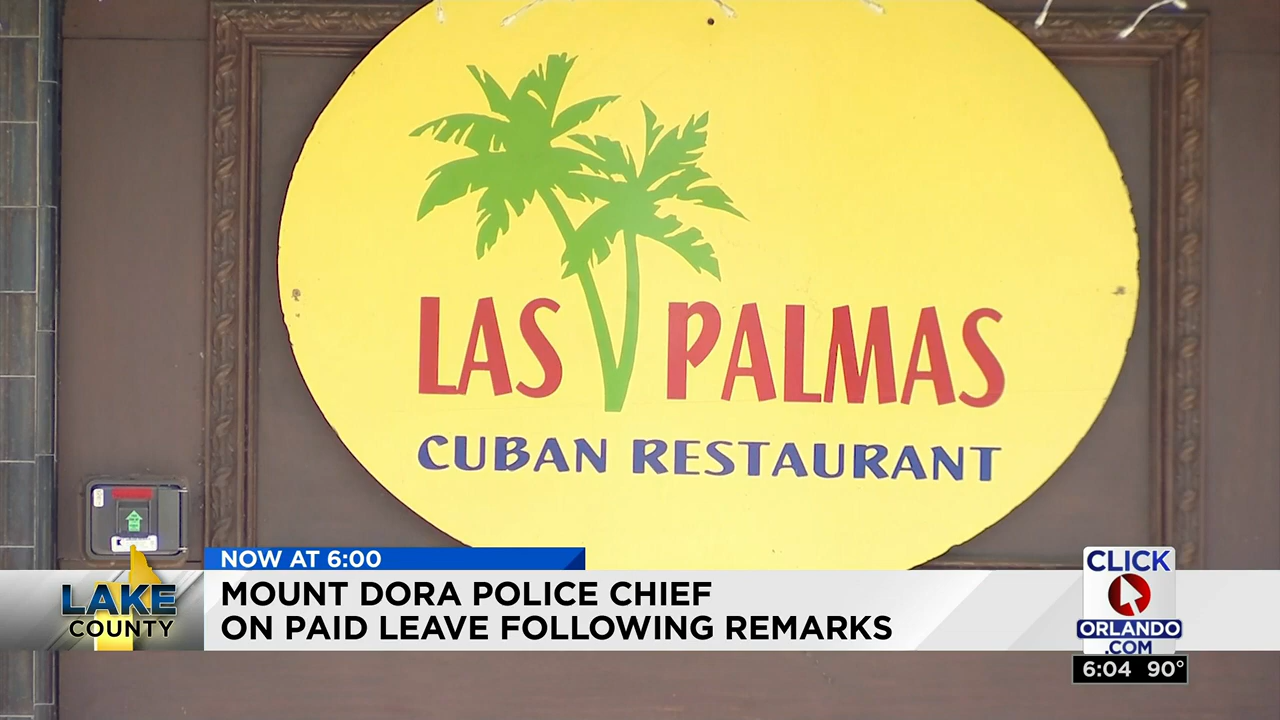 LAS PALMAS
CUBAN RESTAURANT
NOW AT 6:00
LAKE
COUNTY
MOUNT DORA POLICE CHIEF
ON PAID LEAVE FOLLOWING REMARKS
CLICK
ORLANDO
.COM
6:04 90°